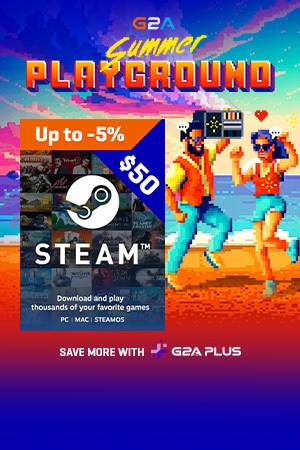 G2A
Summer
PLAYGROUND
Up to -5%
$50
STEAM™
Download and play
thousands of your favorite games
PC | MAC | STEAMOS
SAVE MORE WITH G2A PLUS